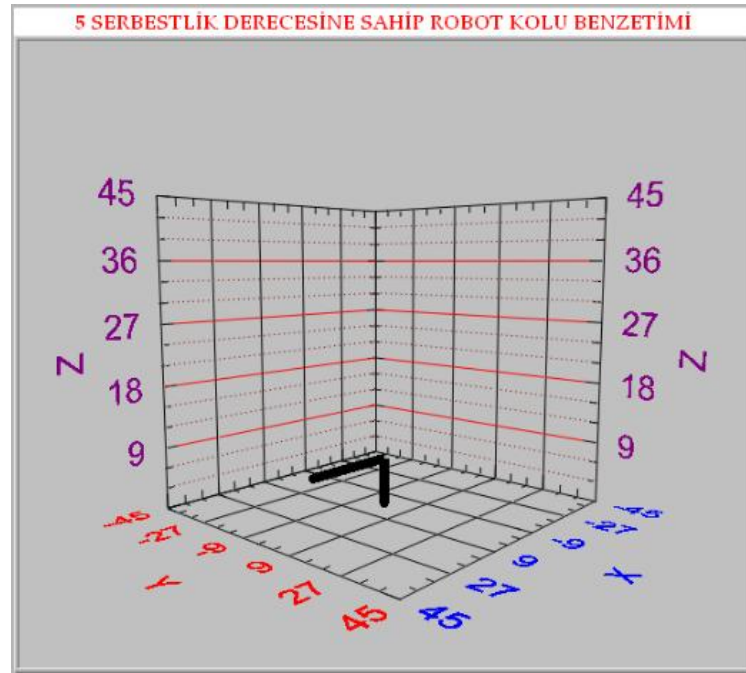 5 SERBESTLİK DERECESİNE SAHİP ROBOT KOLU BENZETİMİ
45 45
36 36
27 27
Z Z
18 18
9 9
-45 -27 -9 9 27 45
Y
45 27 9 -9 -27 -45
X